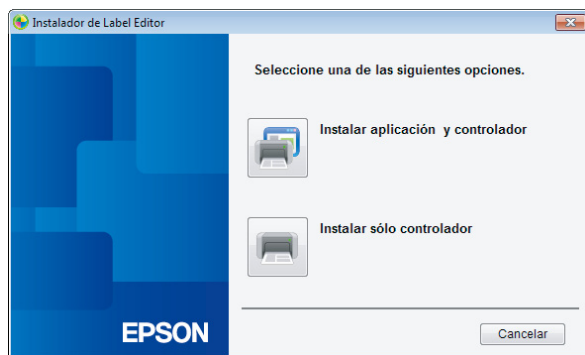 Instalador de Label Editor
Seleccione una de las siguientes opciones.
Instalar aplicación y controlador
Instalar sólo controlador
EPSON
Cancelar